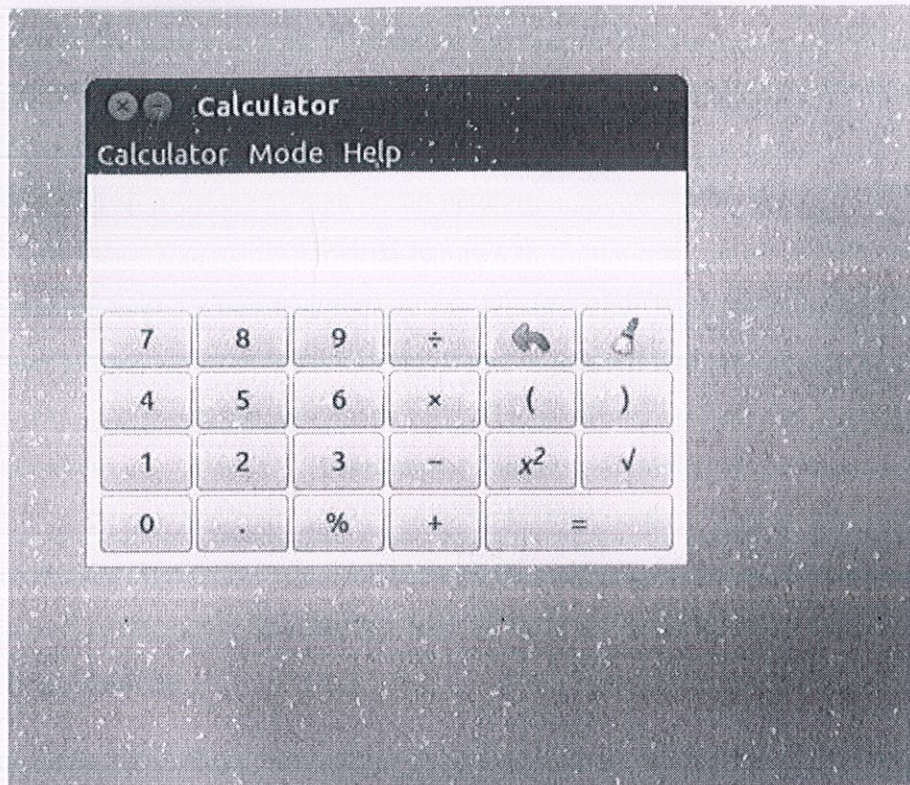 Calculator
Calculator Mode Help
7 8 9 ÷
4 5 6 × ( )
1 2 3 − x² √
0 % + =